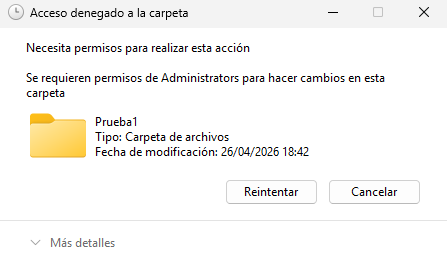 Acceso denegado a la carpeta
Necesita permisos para realizar esta acción
Se requieren permisos de Administrators para hacer cambios en esta
carpeta
Prueba1
Tipo: Carpeta de archivos
Fecha de modificación: 26/04/2026 18:42
Reintentar
Cancelar
Más detalles